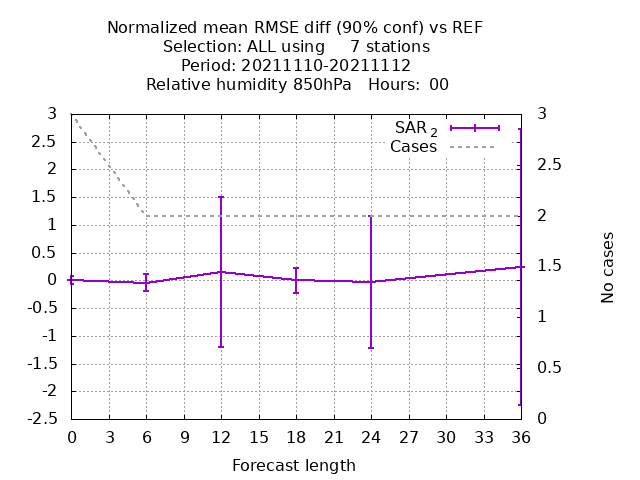 Normalized mean RMSE diff (90% conf) vs REF
Selection: ALL using     7 stations
Period: 20211110-20211112
Relative humidity 850hPa   Hours:  00
SAR 2
Cases
3
2.5
2
1.5
1
0.5
0
-0.5
-1
-1.5
-2
-2.5
3
2.5
2
1.5
1
0.5
0
No cases
0 3 6 9 12 15 18 21 24 27 30 33 36
Forecast length